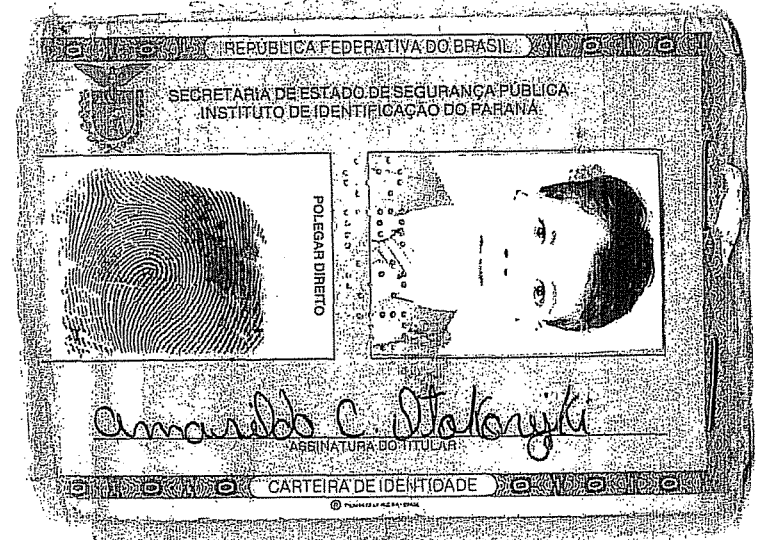 REPÚBLICA FEDERATIVA DO BRASIL
SECRETARIA DE ESTADO DE SEGURANÇA PÚBLICA
INSTITUTO DE IDENTIFICAÇÃO DO PARANÁ
POLEGAR DIREITO
Amarildo C.
ASSINATURA DO TITULAR
CARTEIRA DE IDENTIDADE